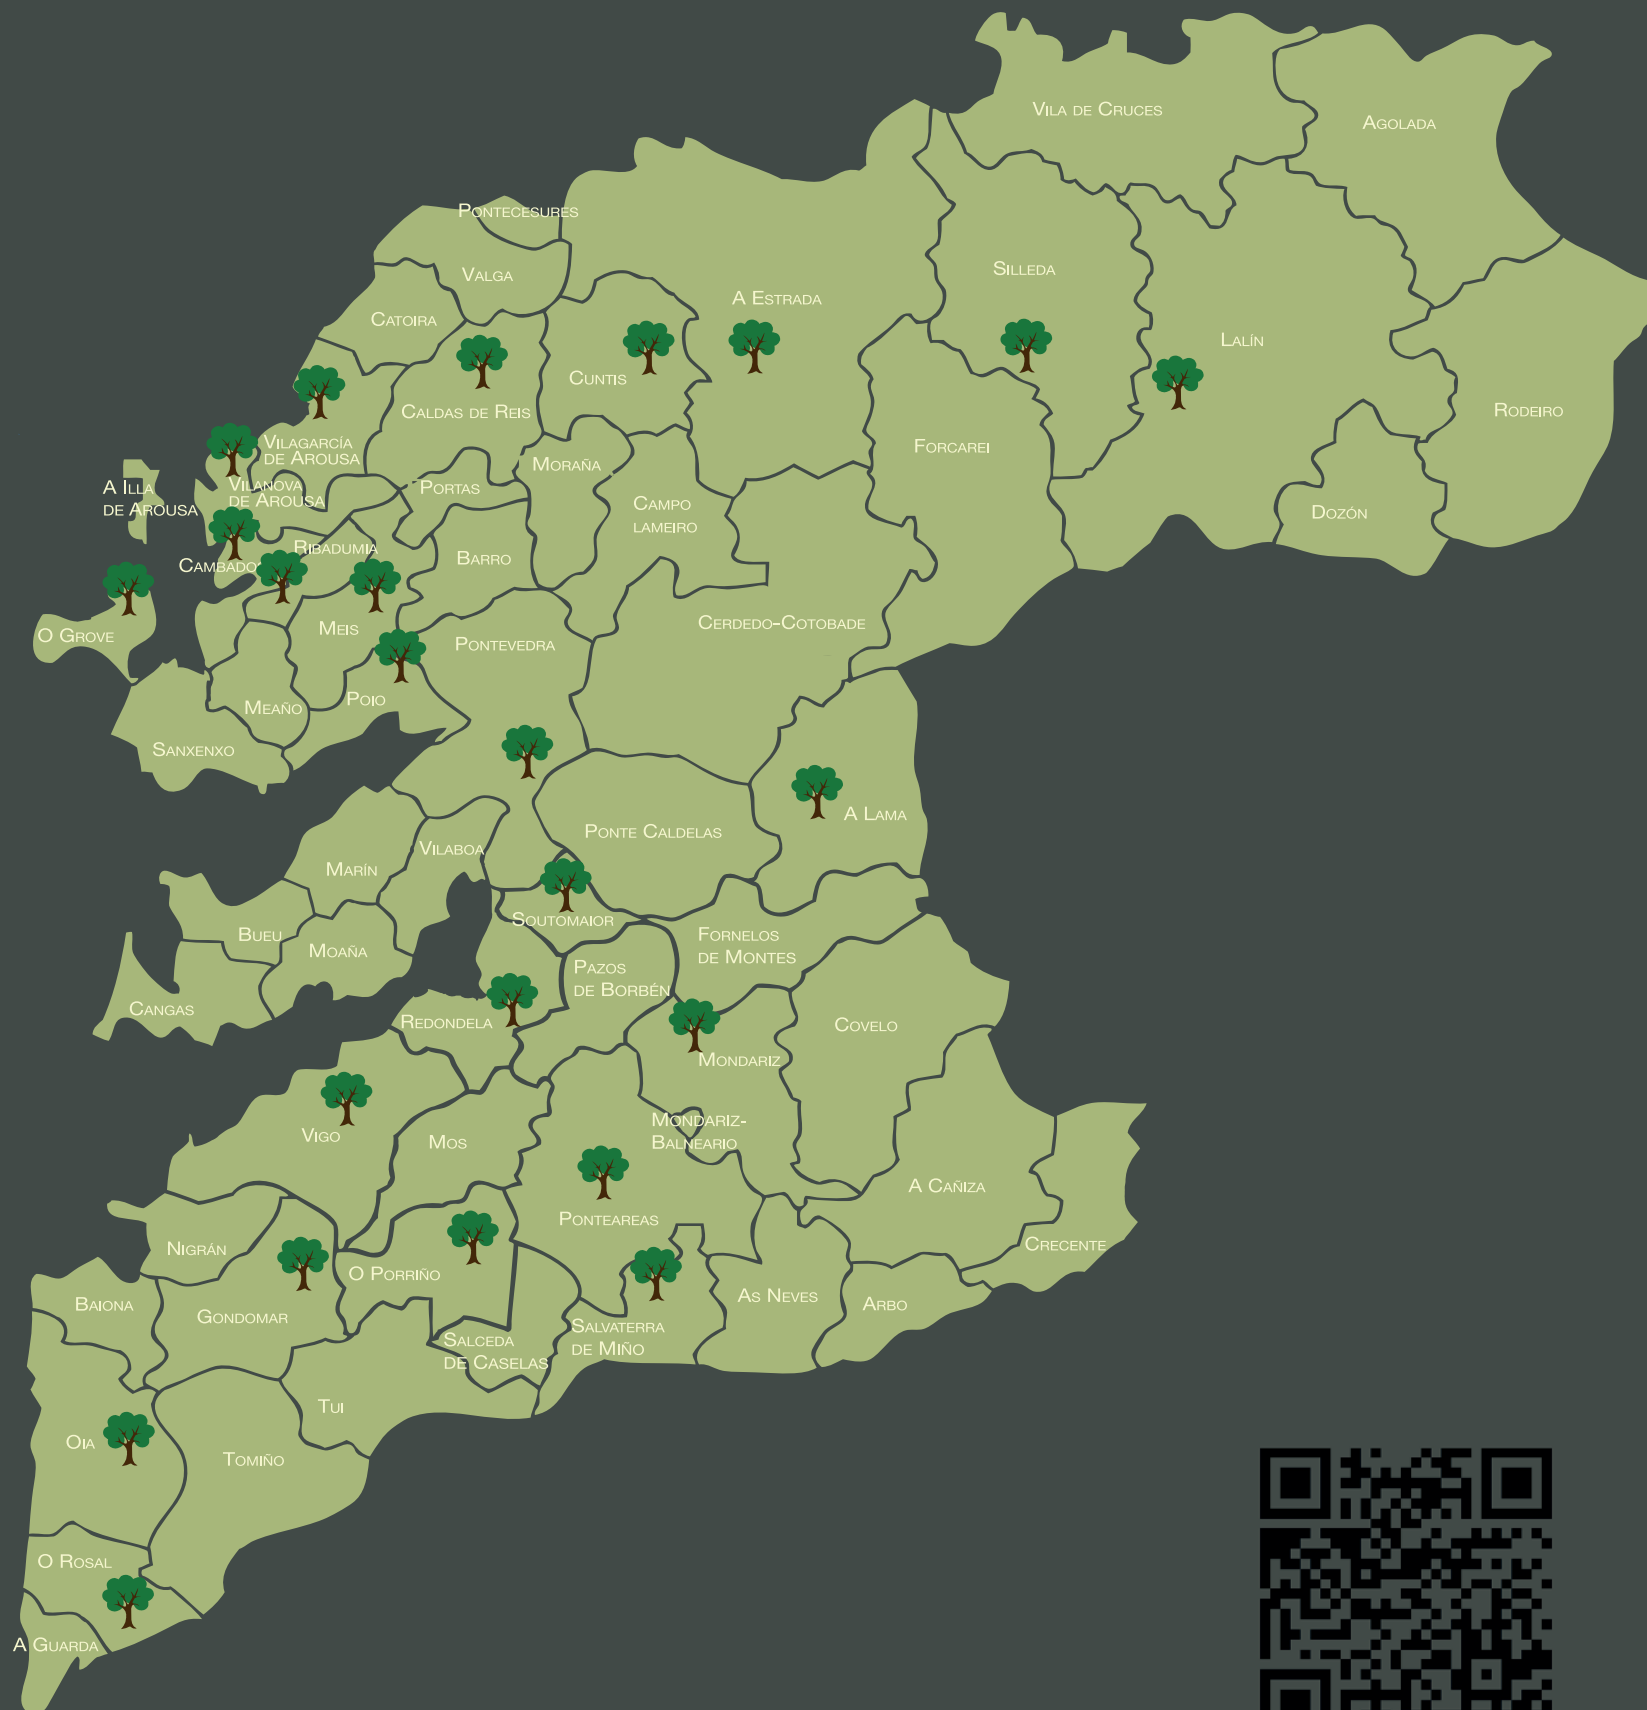 Vila de Cruces
Agolada
Pontecesures
Silleda
Valga
A Estrada
Catoira
Lalín
Cuntis
Caldas de Reis
Rodeiro
Vilagarcía
de Arousa
Forcarei
Moraña
A Illa
de Arousa
Vilanova
de Arousa
Portas
Campo
lameiro
Dozón
Ribadumia
Barro
Cambado
O Grove
Meis
Cerdedo-Cotobade
Pontevedra
Poio
Meaño
Sanxenxo
A Lama
Ponte Caldelas
Vilaboa
Marín
Soutomaior
Bueu
Moaña
Fornelos
de Montes
Pazos
de Borbén
Cangas
Redondela
Covelo
Mondariz
Mondariz-
Balneario
Vigo
Mos
A Cañiza
Ponteareas
Nigrán
Crecente
O Porriño
Baiona
Gondomar
As Neves
Arbo
Salvaterra
de Miño
Salceda
de Caselas
Tui
Oia
Tomiño
O Rosal
A Guarda